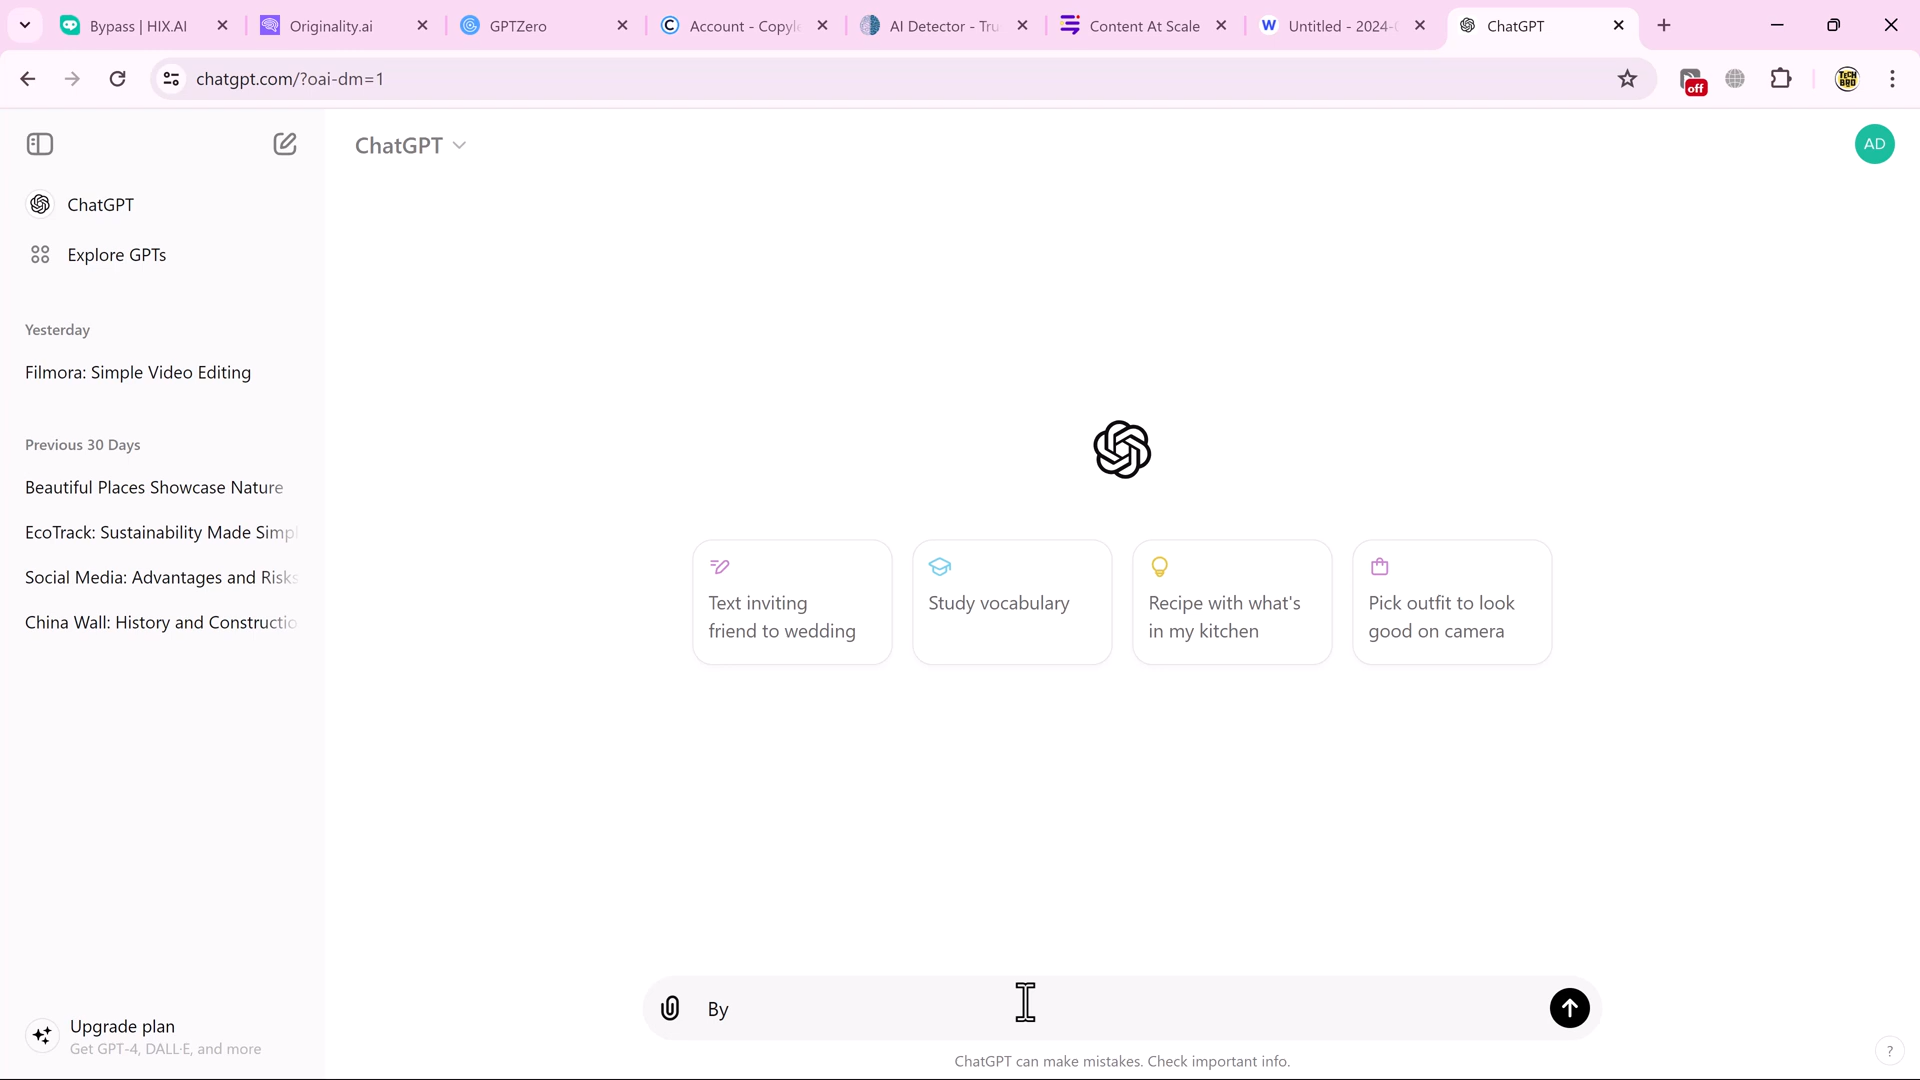 Bypass | HIX.AI
Originality.ai
GPTZero
Account - Copyle
AI Detector - Tru
Content At Scale
W Untitled - 2024-
ChatGPT
chatgpt.com/?oai-dm=1
off
TECH BRO
ChatGPT
AD
ChatGPT
Explore GPTs
Yesterday
Filmora: Simple Video Editing
Previous 30 Days
Beautiful Places Showcase Nature
EcoTrack: Sustainability Made Simpl
Social Media: Advantages and Risks
China Wall: History and Constructio
Text inviting
friend to wedding
Study vocabulary
Recipe with what's
in my kitchen
Pick outfit to look
good on camera
By
Upgrade plan
Get GPT-4, DALL·E, and more
ChatGPT can make mistakes. Check important info.
?